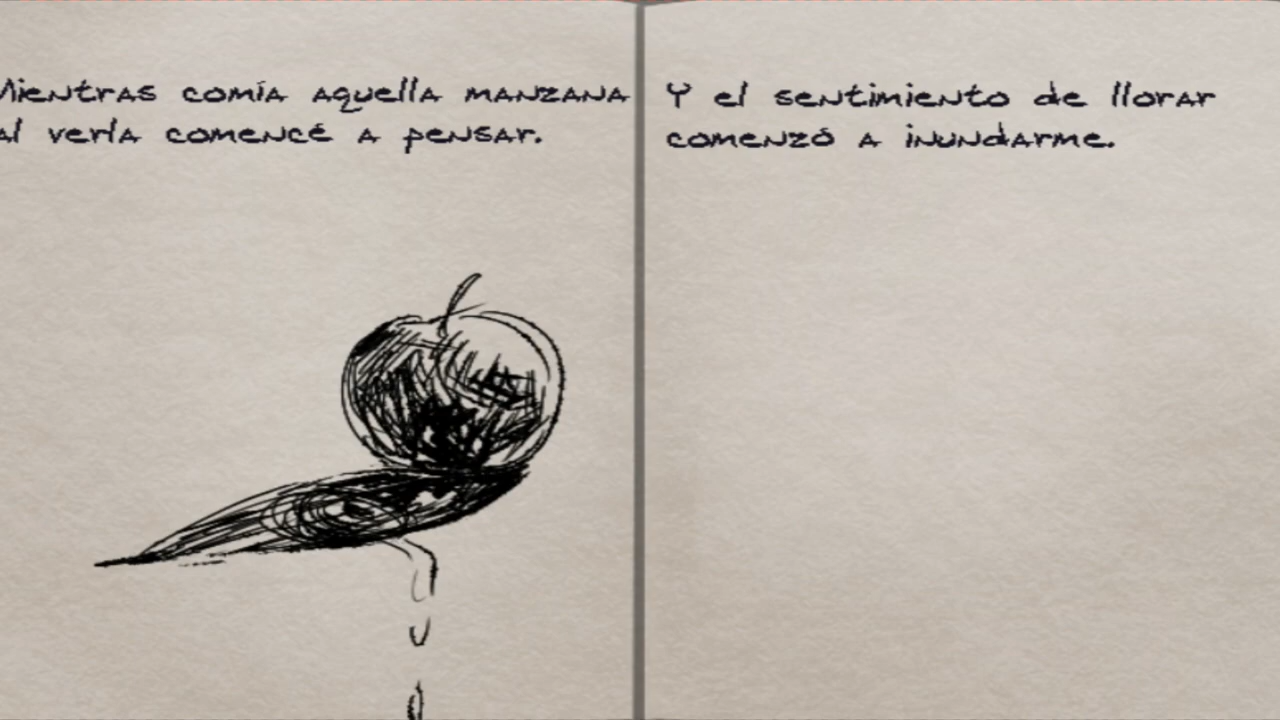 Mientras comía aquella manzana
al verla comencé a pensar.
Y el sentimiento de llorar
comenzó a inundarme.